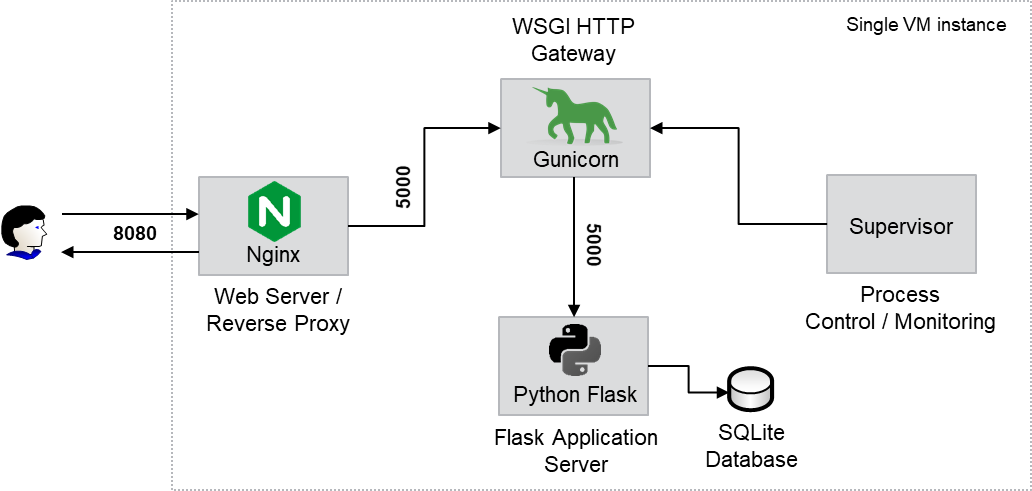 WSGI HTTP
Gateway
Single VM instance
Gunicorn
5000
8080
N
Nginx
Web Server /
Reverse Proxy
5000
Supervisor
Process
Control / Monitoring
Python Flask
Flask Application
Server
SQLite
Database